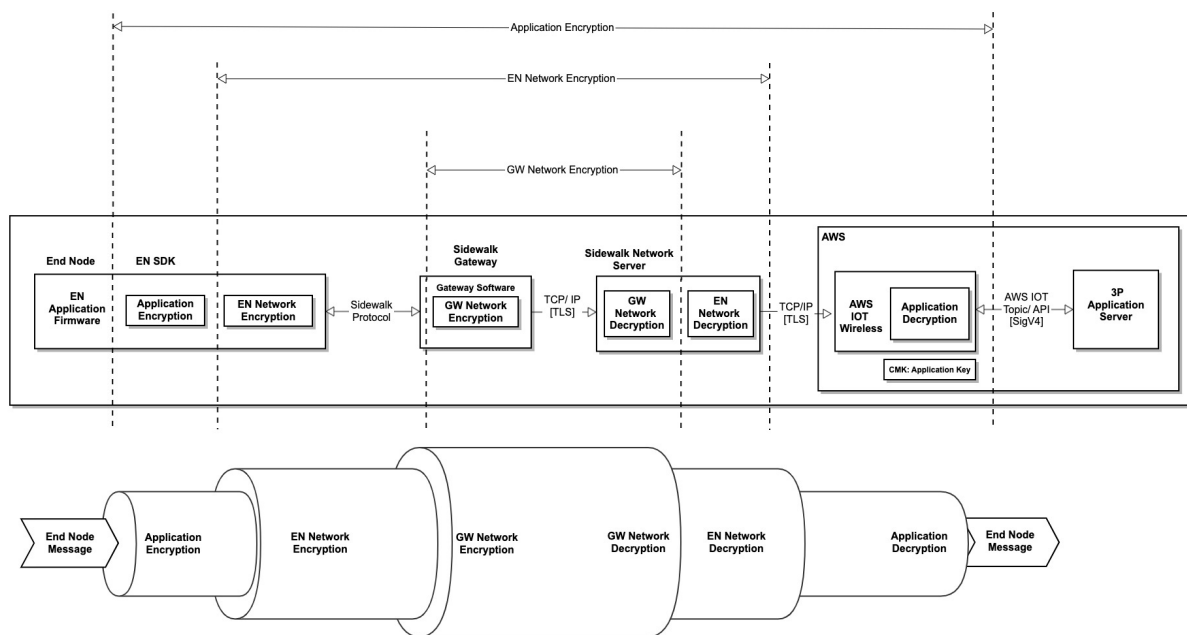 Application Encryption
EN Network Encryption
GW Network Encryption
AWS
End Node
EN SDK
Sidewalk
Gateway
Sidewalk Network
Server
EN
Application
Firmware
Application
Encryption
EN Network
Encryption
Sidewalk
Protocol
Gateway Software
GW Network
Encryption
TCP/ IP
[TLS]
GW
Network
Decryption
EN
Network
Decryption
TCP/IP
[TLS]
AWS
IOT
Wireless
Application
Decryption
CMK: Application Key
AWS IOT
Topic/ API
[SigV4]
3P
Application
Server
End Node
Message
Application
Encryption
EN Network
Encryption
GW Network
Encryption
GW Network
Decryption
EN Network
Decryption
Application
Decryption
End Node
Message